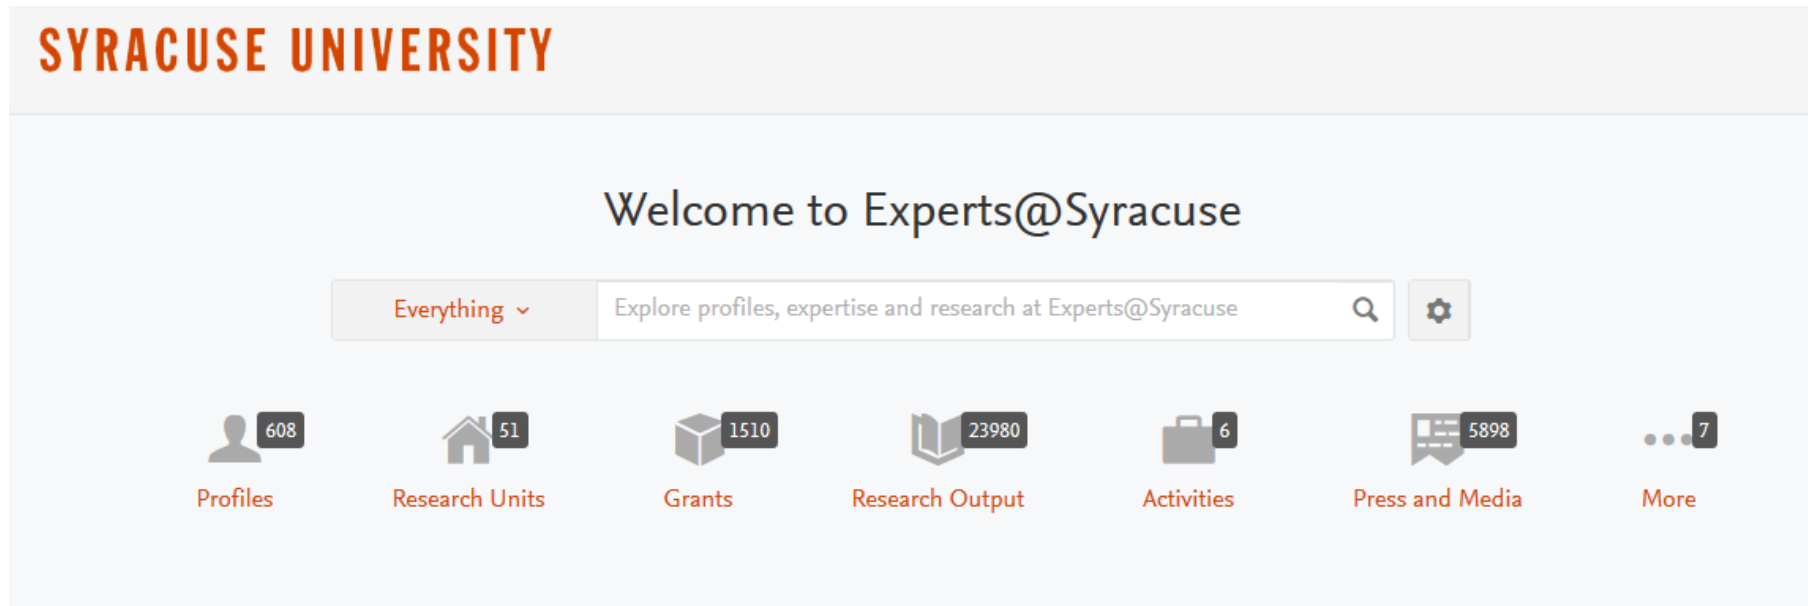 SYRACUSE UNIVERSITY
Welcome to Experts@Syracuse
Everything
Explore profiles, expertise and research at Experts@Syracuse
608
51
1510
23980
6
5898
7
Profiles
Research Units
Grants
Research Output
Activities
Press and Media
More